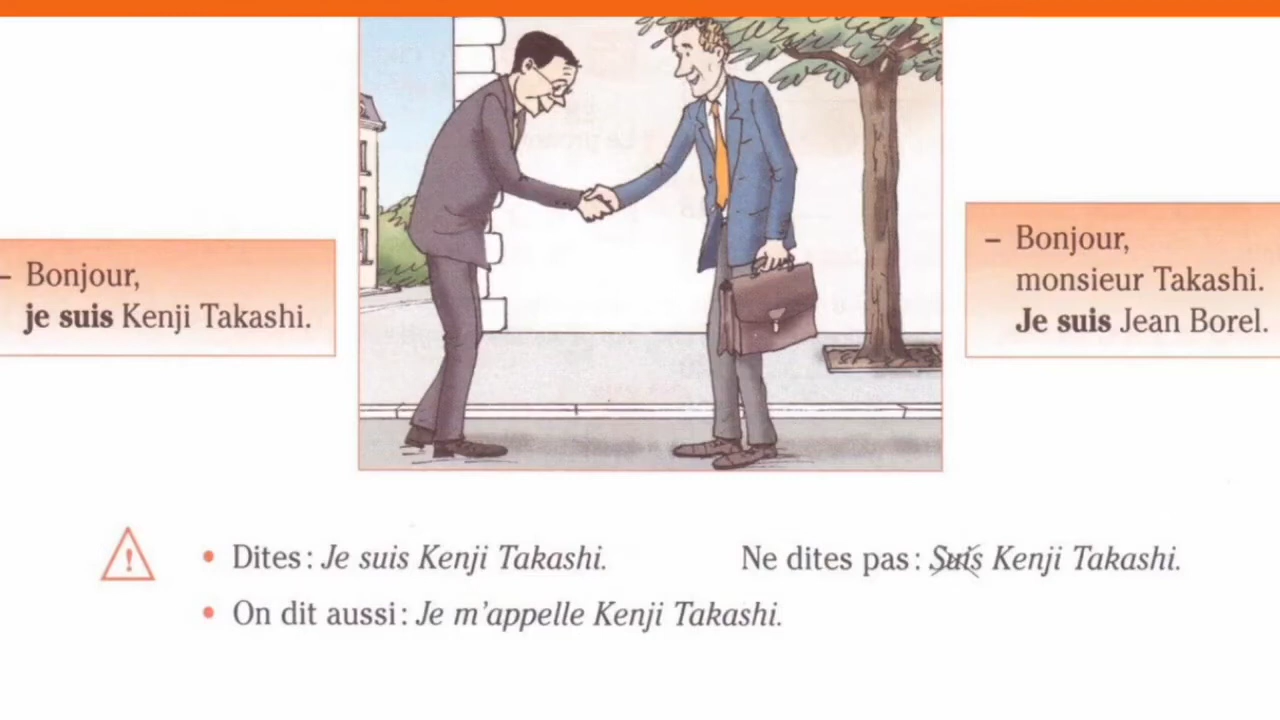 – Bonjour,
je suis Kenji Takashi.
– Bonjour,
monsieur Takashi.
Je suis Jean Borel.
• Dites : Je suis Kenji Takashi.
Ne dites pas : Suis Kenji Takashi.
• On dit aussi : Je m'appelle Kenji Takashi.